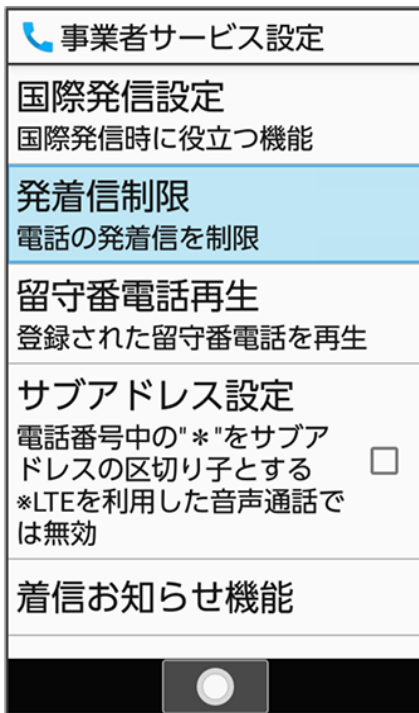 事業者サービス設定
国際発信設定
国際発信時に役立つ機能
発着信制限
電話の発着信を制限
留守番電話再生
登録された留守番電話を再生
サブアドレス設定
電話番号中の"＊"をサブア
ドレスの区切り子とする
※LTEを利用した音声通話で
は無効
着信お知らせ機能